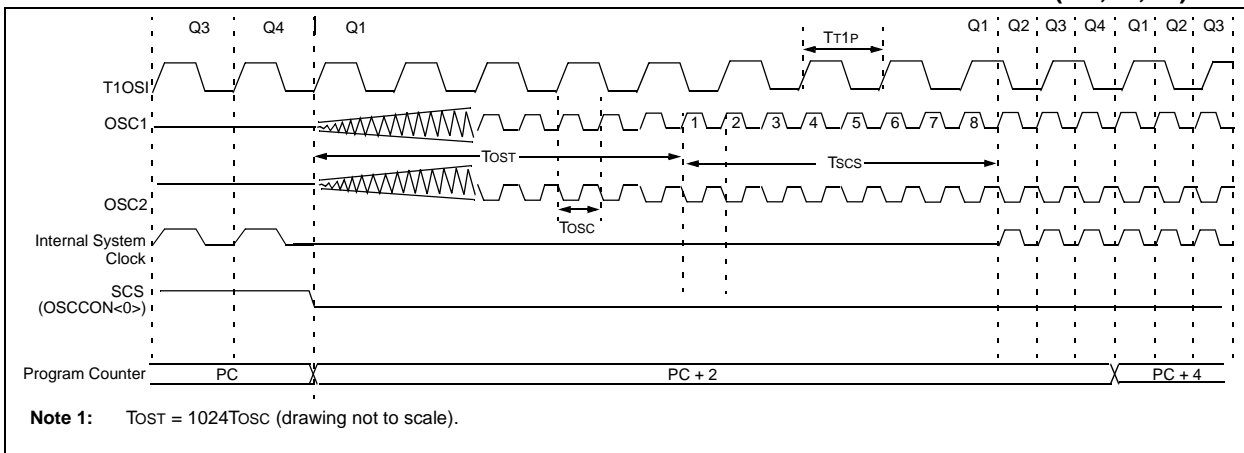 Q3 Q4 Q1 Q1 Q2 Q3 Q4 Q1 Q2 Q3
TT1P
T1OSI
OSC1
1 2 3 4 5 6 7 8
TOST
TSCS
OSC2
TOSC
Internal System
Clock
SCS
(OSCCON<0>)
Program Counter PC PC + 2 PC + 4
Note 1: TOST = 1024TOSC (drawing not to scale).